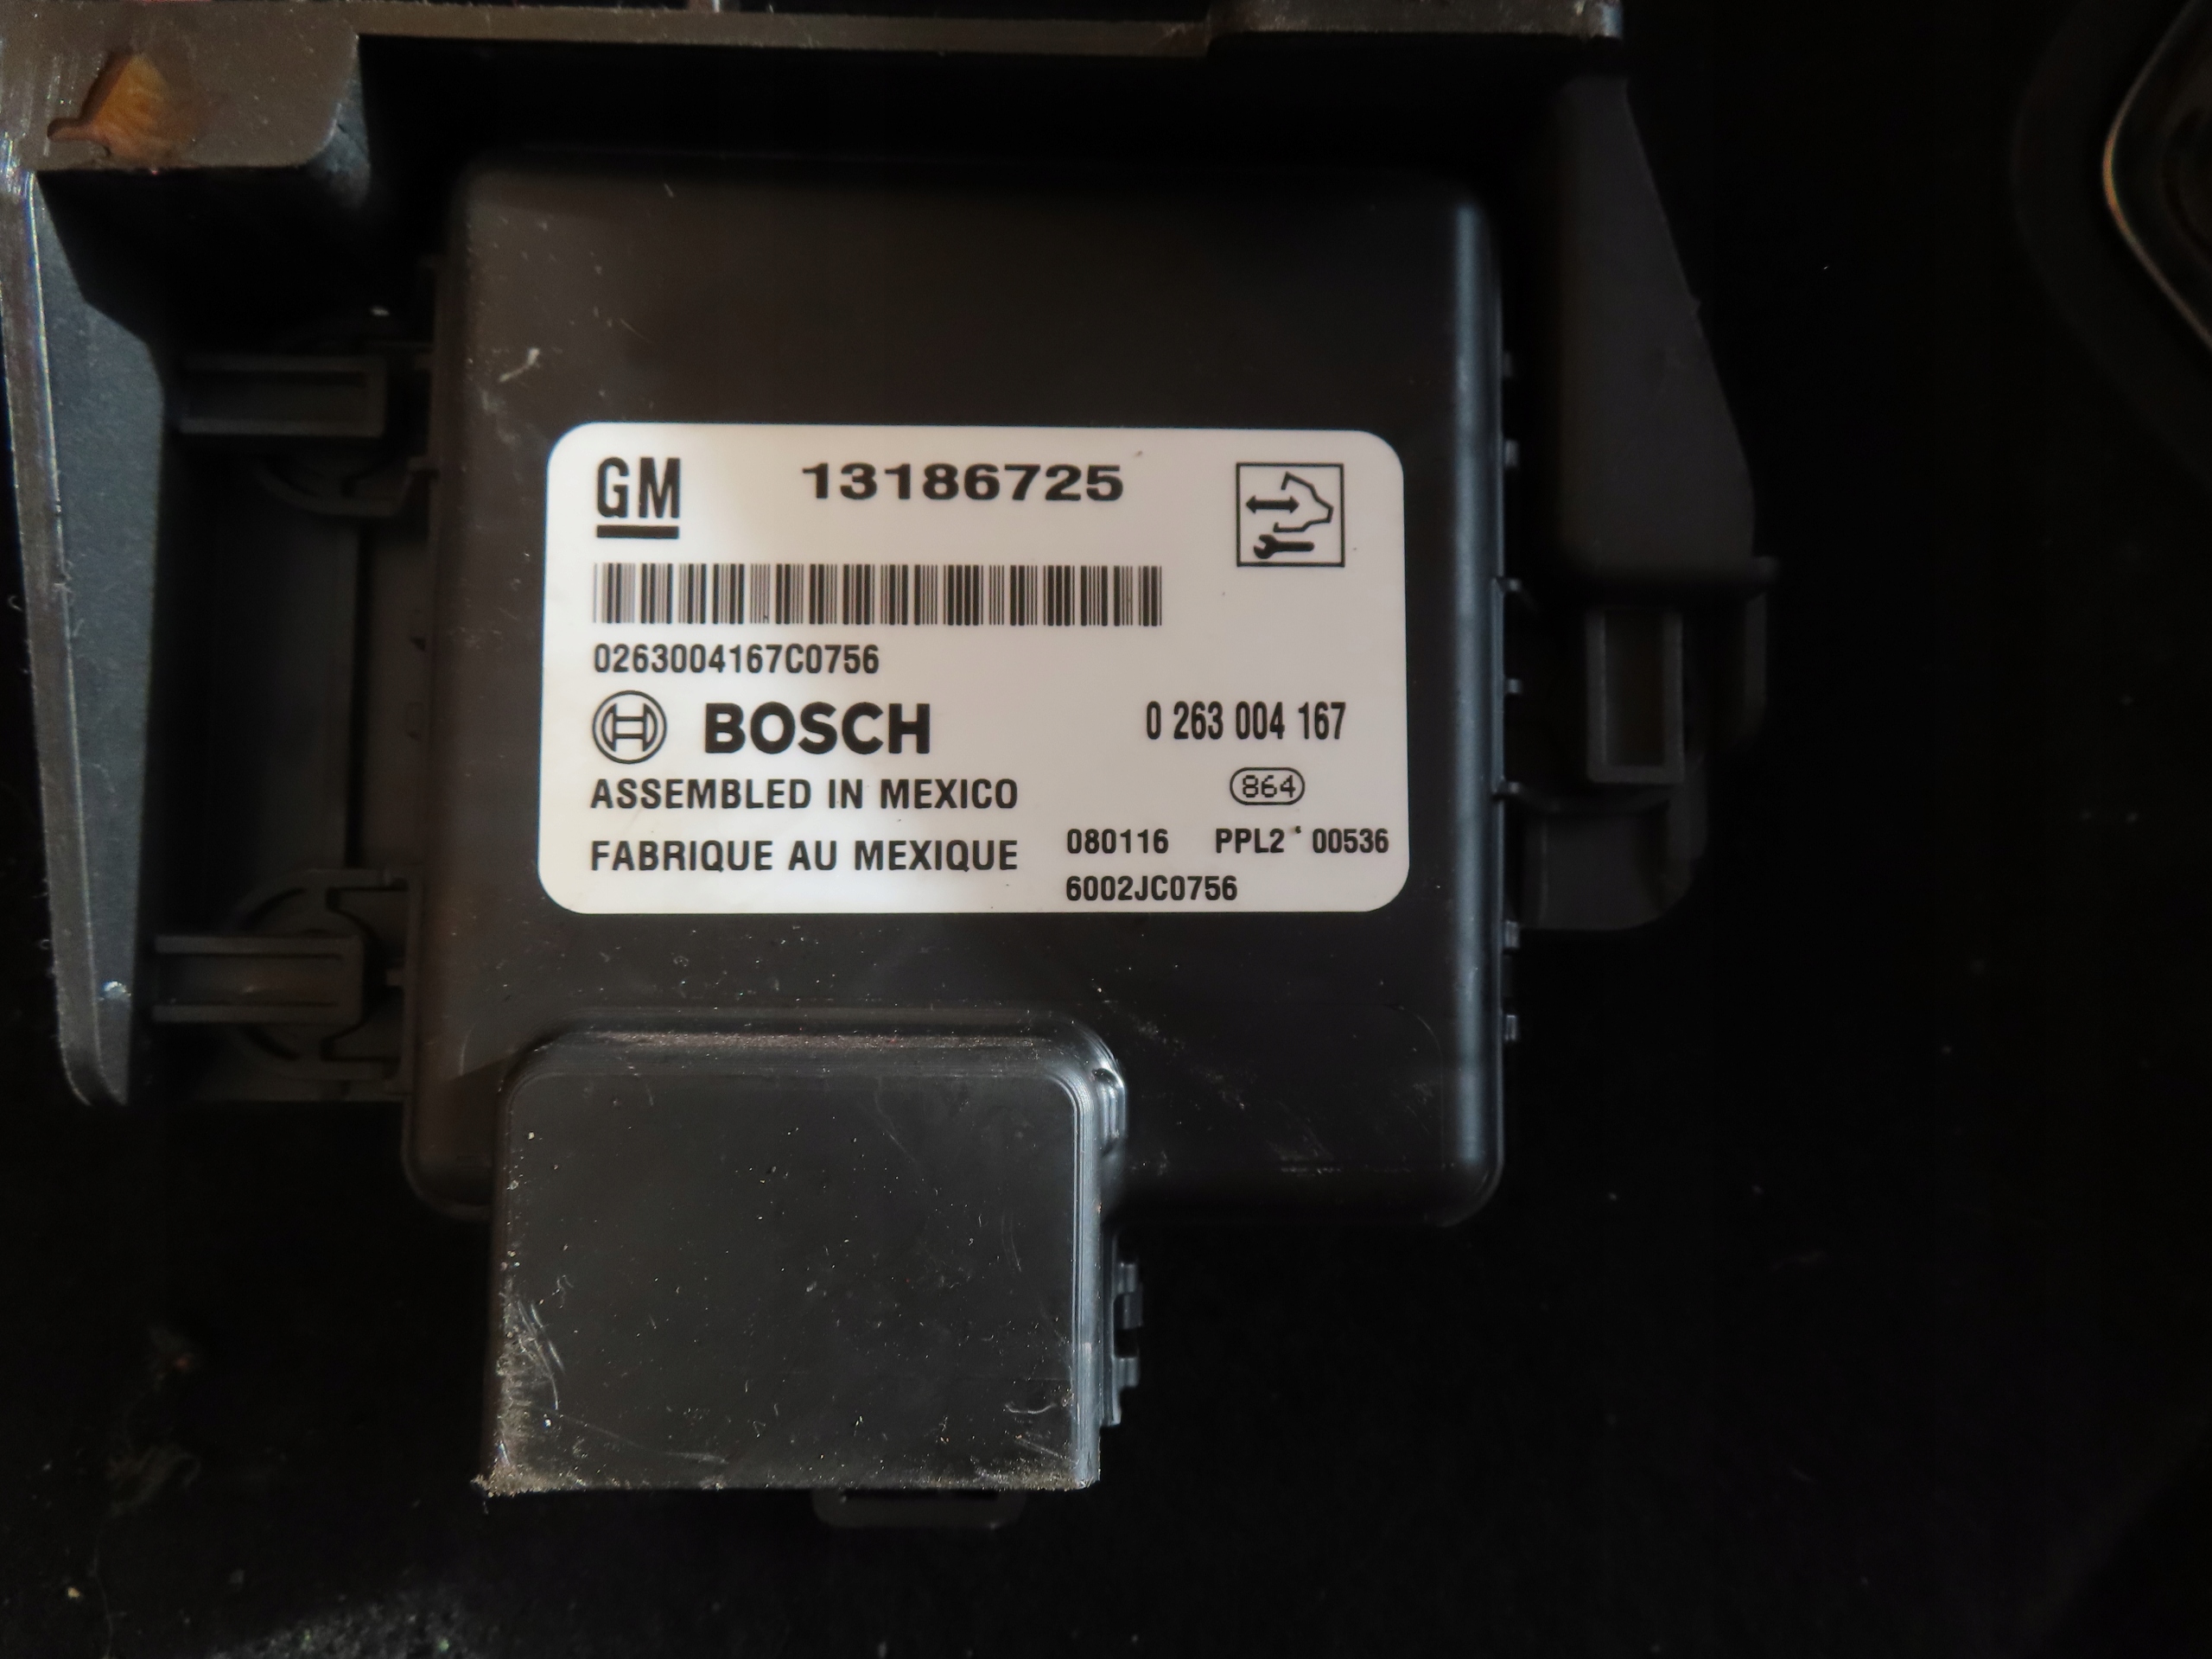 GM 13186725
0263004167C0756
BOSCH 0 263 004 167
ASSEMBLED IN MEXICO 864
FABRIQUE AU MEXIQUE 080116 PPL2 00536
6002JC0756